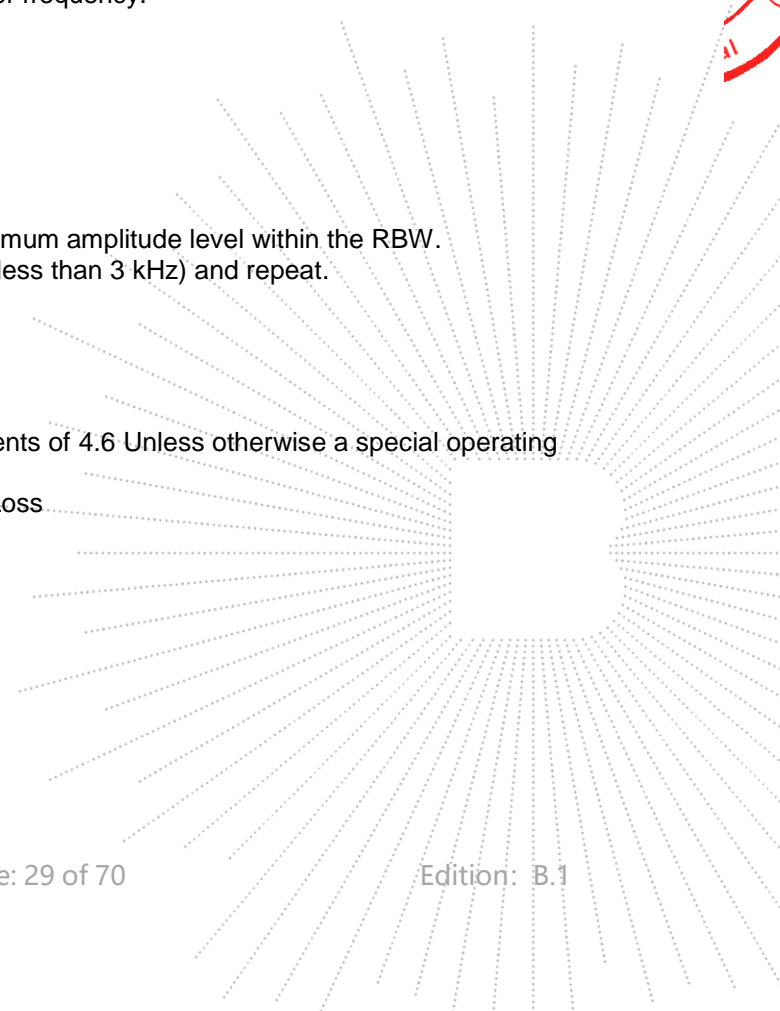 frequency.
mum amplitude level within the RBW.
less than 3 kHz) and repeat.
ents of 4.6 Unless otherwise a special operating
oss
e: 29 of 70 Edition: B.1